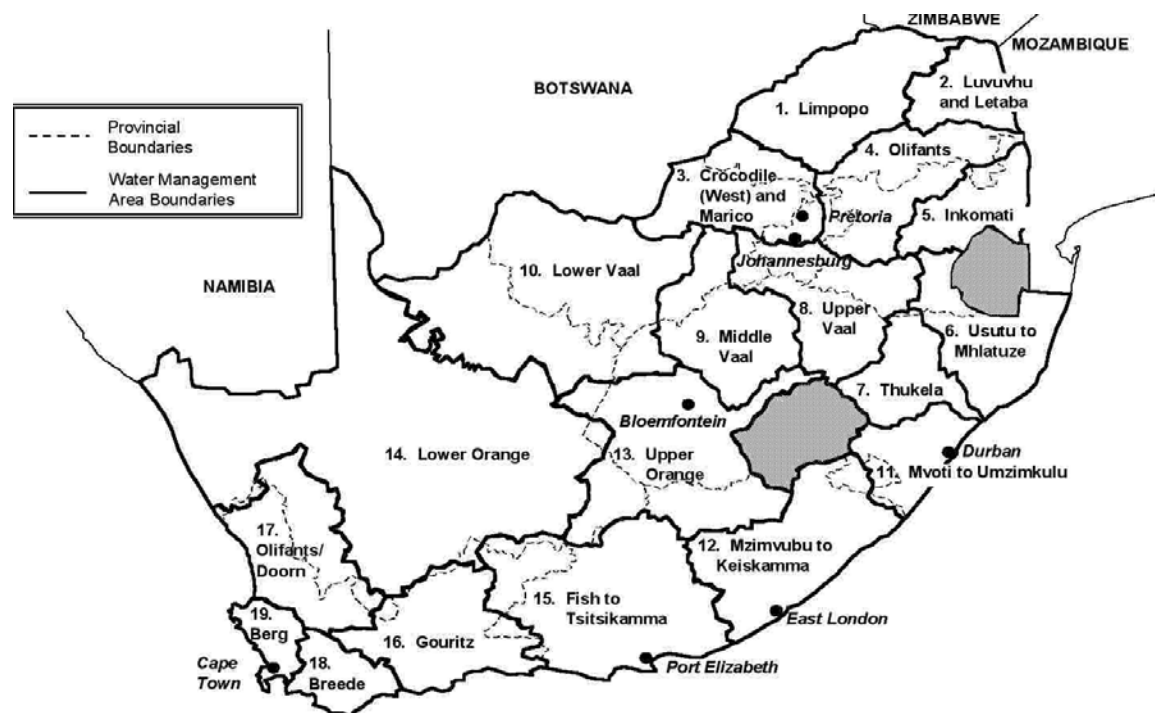 ZIMBABWE
MOZAMBIQUE
BOTSWANA
NAMIBIA
Provincial
Boundaries
Water Management
Area Boundaries
1. Limpopo
2. Luvuvhu
and Letaba
3. Crocodile
(West) and
Marico
4. Olifants
Pretoria
5. Inkomati
Johannesburg
10. Lower Vaal
8. Upper
Vaal
9. Middle
Vaal
6. Usutu to
Mhlatuze
7. Thukela
Bloemfontein
14. Lower Orange
13. Upper
Orange
Durban
11. Mvoti to Umzimkulu
17.
Olifants/
Doorn
12. Mzimvubu to
Keiskamma
15. Fish to
Tsitsikamma
East London
19.
Berg
16. Gouritz
Cape
Town
18.
Breede
Port Elizabeth